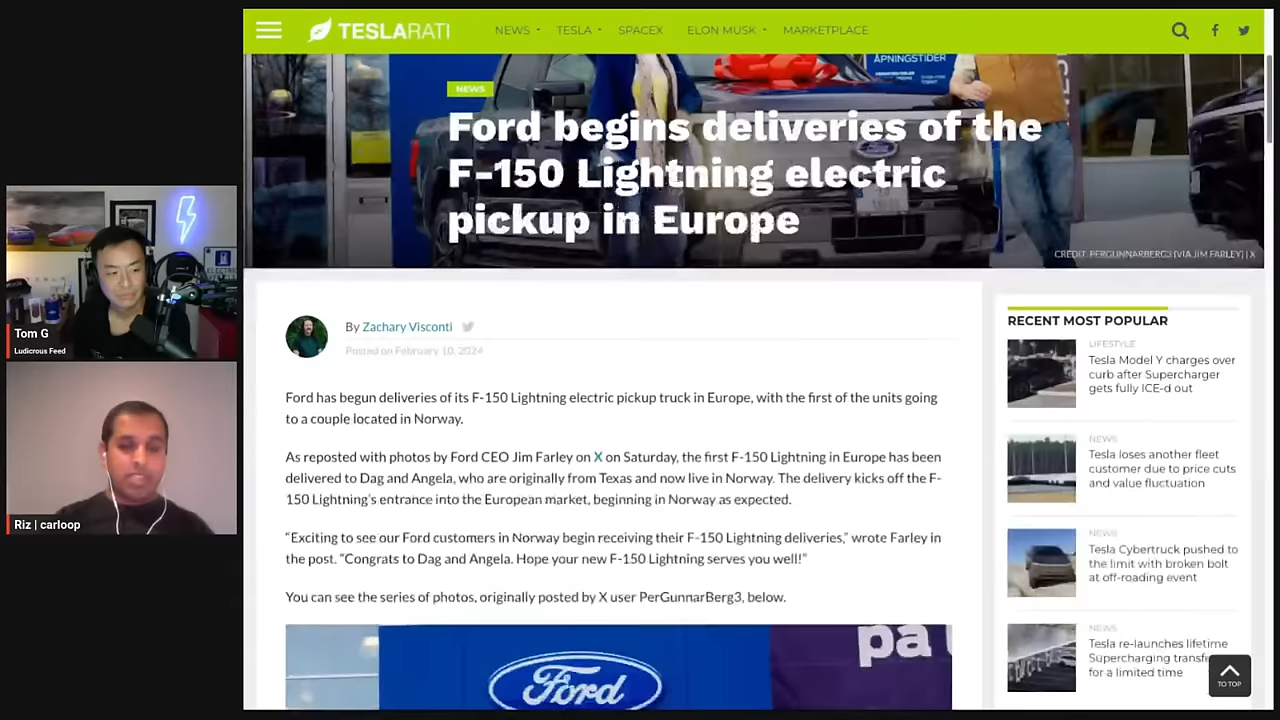 TESLARATI
NEWS
TESLA
SPACEX
ELON MUSK
MARKETPLACE
ÅPNINGSTIDER
NEWS
Ford begins deliveries of the
F-150 Lightning electric
pickup in Europe
Ford
CREDIT: PERGUNNARBERG3 (VIA JIM FARLEY) | X
Tom G
Ludicrous Feed
Riz | carloop
By Zachary Visconti
Posted on February 10, 2024
Ford has begun deliveries of its F-150 Lightning electric pickup truck in Europe, with the first of the units going
to a couple located in Norway.
As reposted with photos by Ford CEO Jim Farley on X on Saturday, the first F-150 Lightning in Europe has been
delivered to Dag and Angela, who are originally from Texas and now live in Norway. The delivery kicks off the F-
150 Lightning's entrance into the European market, beginning in Norway as expected.
“Exciting to see our Ford customers in Norway begin receiving their F-150 Lightning deliveries,” wrote Farley in
the post. “Congrats to Dag and Angela. Hope your new F-150 Lightning serves you well!”
You can see the series of photos, originally posted by X user PerGunnarBerg3, below.
Ford
på
RECENT MOST POPULAR
LIFESTYLE
Tesla Model Y charges over
curb after Supercharger
gets fully ICE-d out
NEWS
Tesla loses another fleet
customer due to price cuts
and value fluctuation
NEWS
Tesla Cybertruck pushed to
the limit with broken bolt
at off-roading event
NEWS
Tesla re-launches lifetime
Supercharging transfe
for a limited time
TO TOP